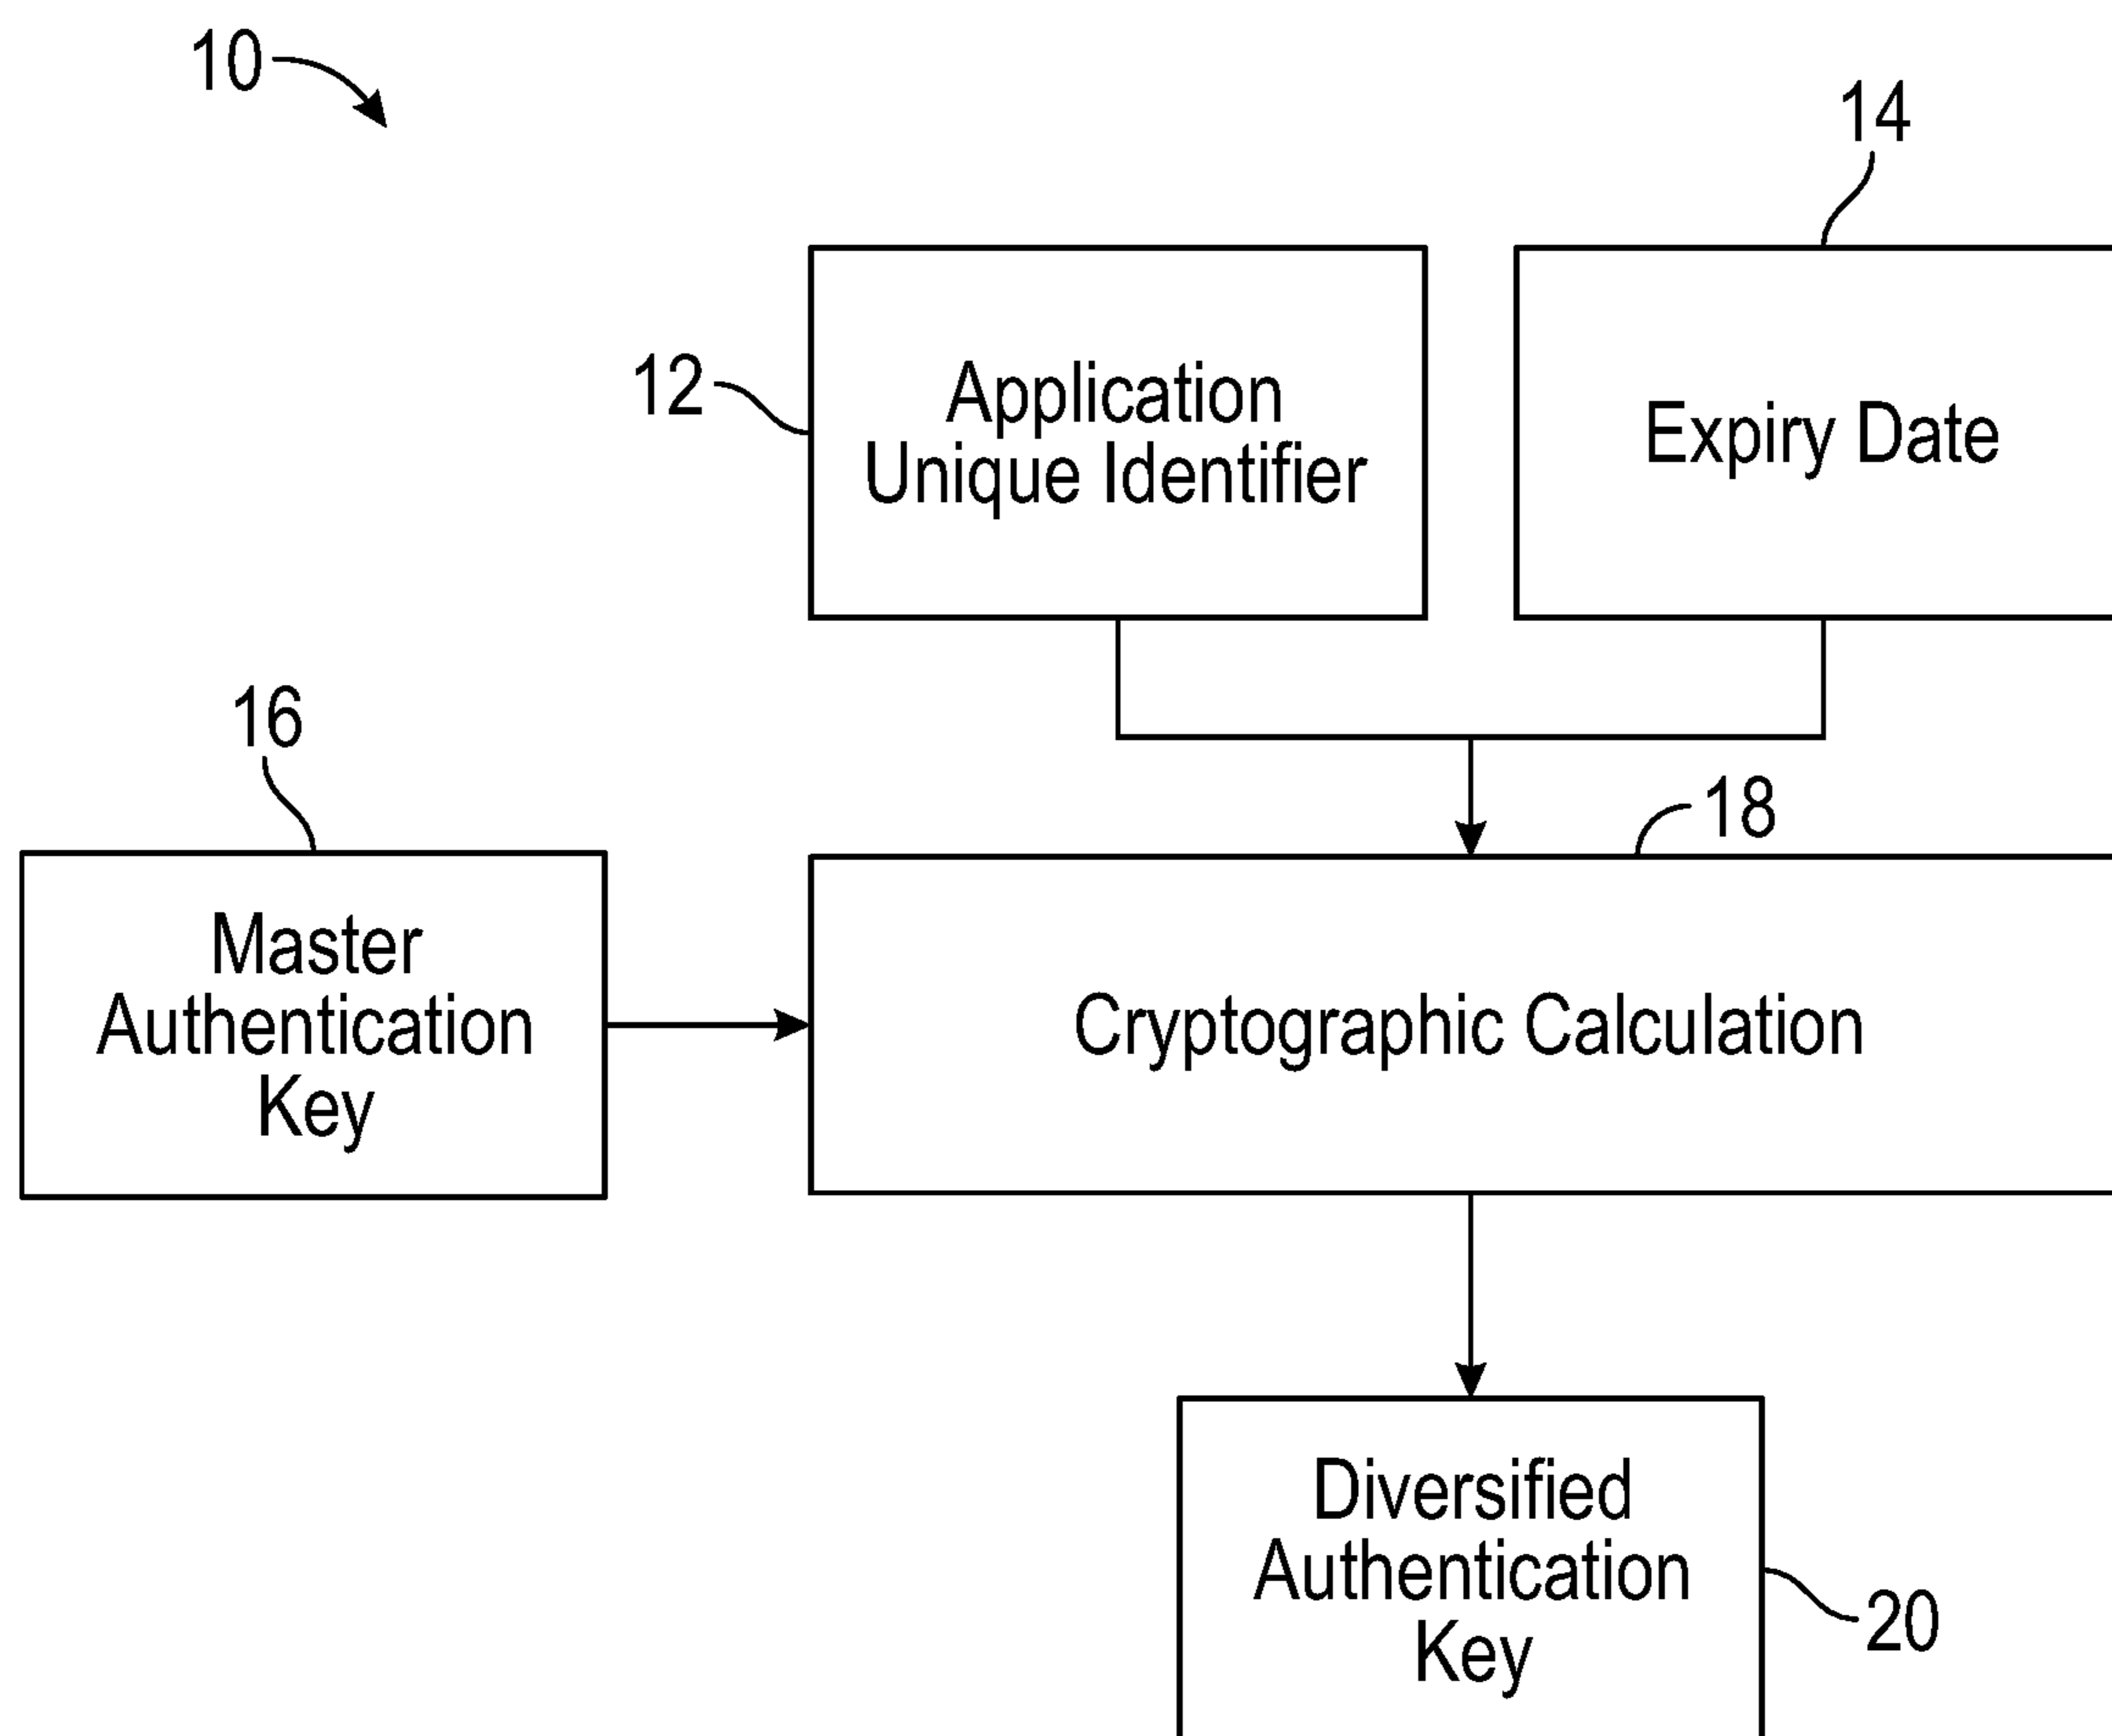 10
14
12
Application
Unique Identifier
Expiry Date
16
18
Master
Authentication
Key
Cryptographic Calculation
Diversified
Authentication
Key
20